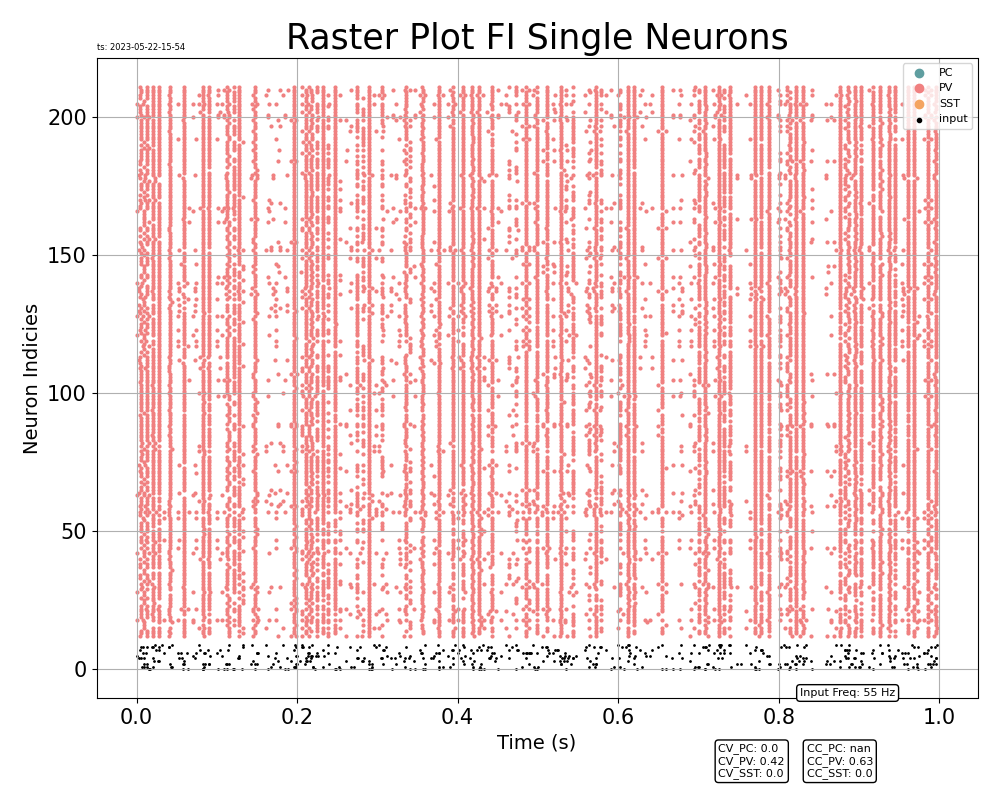 Raster Plot FI Single Neurons
ts: 2023-05-22-15-54
PC
PV
SST
input
200
150
100
50
0
Neuron Indicies
0.0 0.2 0.4 0.6 0.8 1.0
Time (s)
Input Freq: 55 Hz
CV_PC: 0.0
CV_PV: 0.42
CV_SST: 0.0
CC_PC: nan
CC_PV: 0.63
CC_SST: 0.0